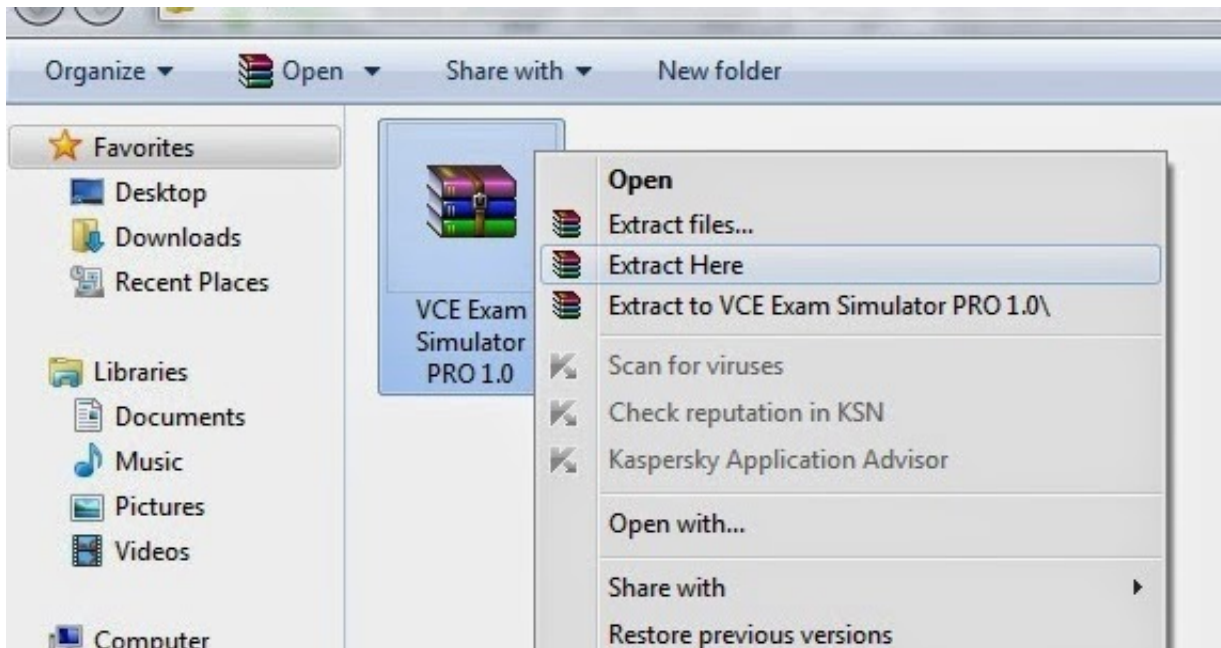 Organize Open Share with New folder
Favorites
Desktop
Downloads
Recent Places
Libraries
Documents
Music
Pictures
Videos
Computer
VCE Exam
Simulator
PRO 1.0
Open
Extract files...
Extract Here
Extract to VCE Exam Simulator PRO 1.0\
Scan for viruses
Check reputation in KSN
Kaspersky Application Advisor
Open with...
Share with
Restore previous versions